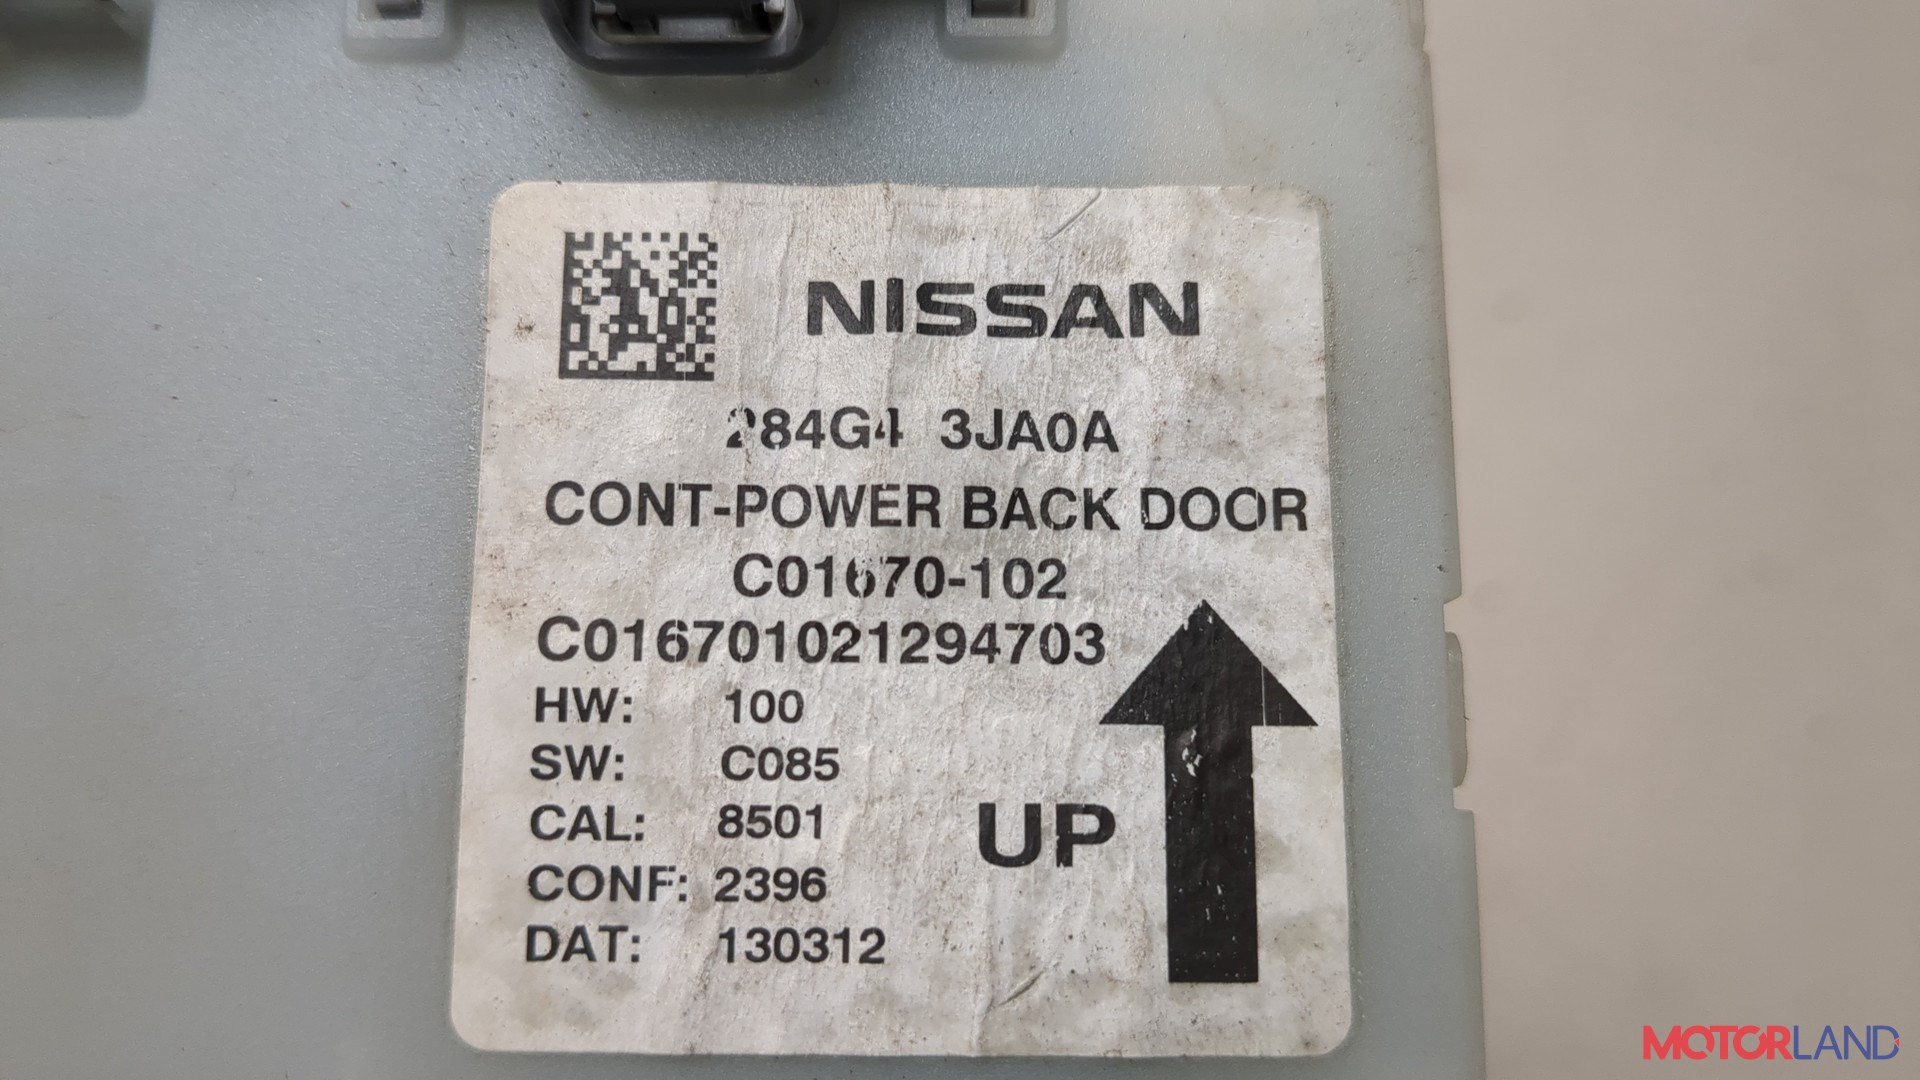 NISSAN
284G4 3JA0A
CONT-POWER BACK DOOR
C01670-102
C016701021294703
HW: 100
SW: C085
CAL: 8501
CONF: 2396
DAT: 130312
UP
MOTORLAND